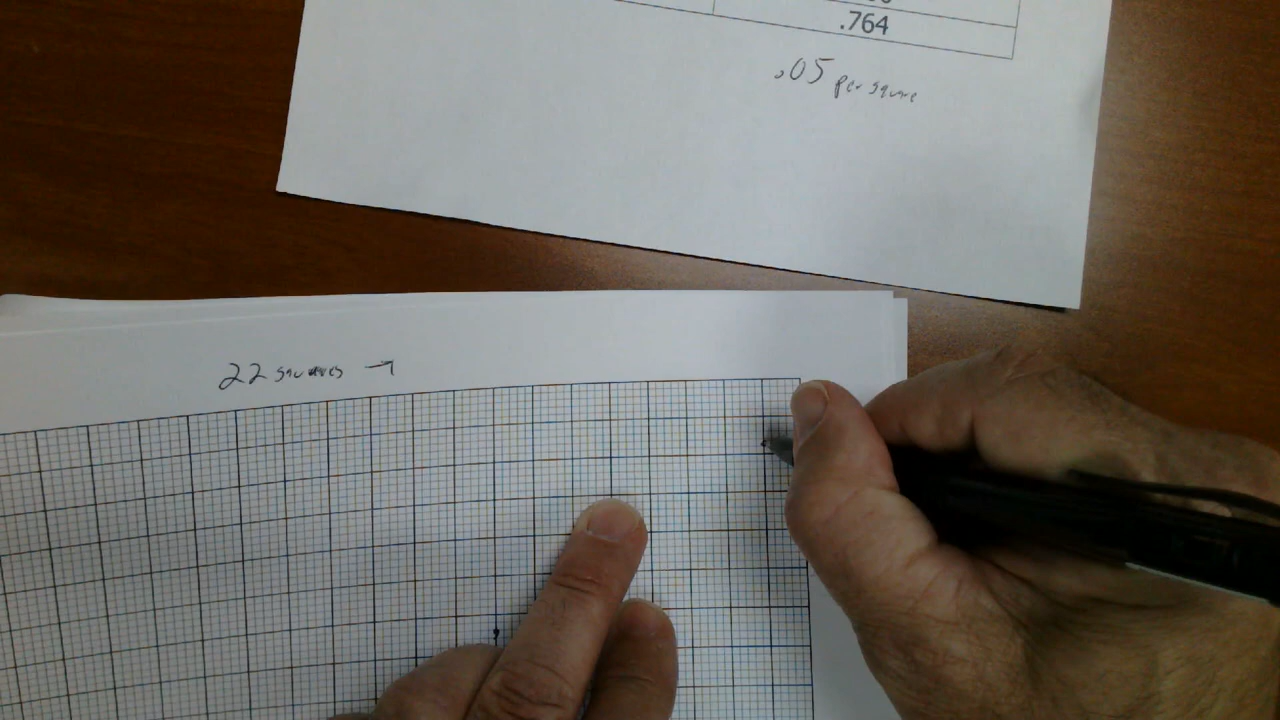 .764
.05 per square
22 squares →